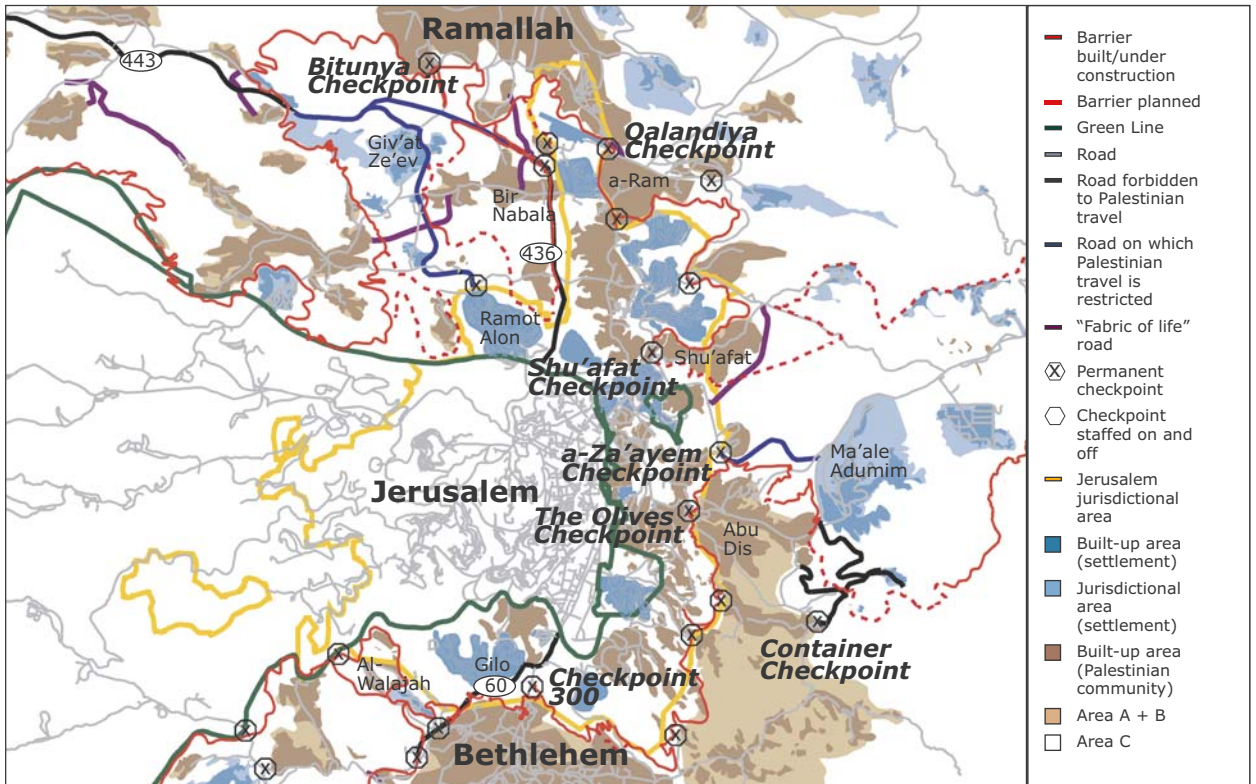 Ramallah
443
Bitunya
Checkpoint
Qalandiya
Checkpoint
Giv'at
Ze'ev
a-Ram
Bir
Nabala
436
Ramot
Alon
Shu'afat
Shu'afat
Checkpoint
a-Za'ayem
Checkpoint
Ma'ale
Adumim
Jerusalem
The Olives
Checkpoint
Abu
Dis
Container
Checkpoint
Al-
Walajah
Gilo
60
Checkpoint
300
Bethlehem
Barrier
built/under
construction
Barrier planned
Green Line
Road
Road forbidden
to Palestinian
travel
Road on which
Palestinian
travel is
restricted
"Fabric of life"
road
X Permanent
checkpoint
Checkpoint
staffed on and
off
Jerusalem
jurisdictional
area
Built-up area
(settlement)
Jurisdictional
area
(settlement)
Built-up area
(Palestinian
community)
Area A + B
Area C